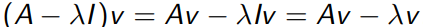 (A − λI)v = Av − λIv = Av − λv